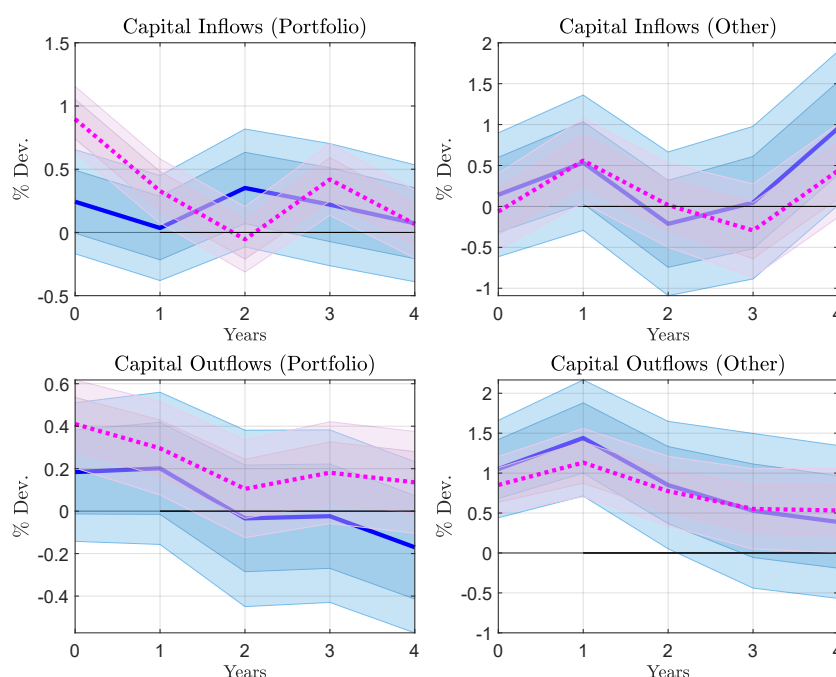 Capital Inflows (Portfolio)
% Dev.
1.5
1
0.5
0
-0.5
0 1 2 3 4
Years
Capital Inflows (Other)
% Dev.
2
1.5
1
0.5
0
-0.5
-1
0 1 2 3 4
Years
Capital Outflows (Portfolio)
% Dev.
0.6
0.4
0.2
0
-0.2
-0.4
0 1 2 3 4
Years
Capital Outflows (Other)
% Dev.
2
1.5
1
0.5
0
-0.5
-1
0 1 2 3 4
Years